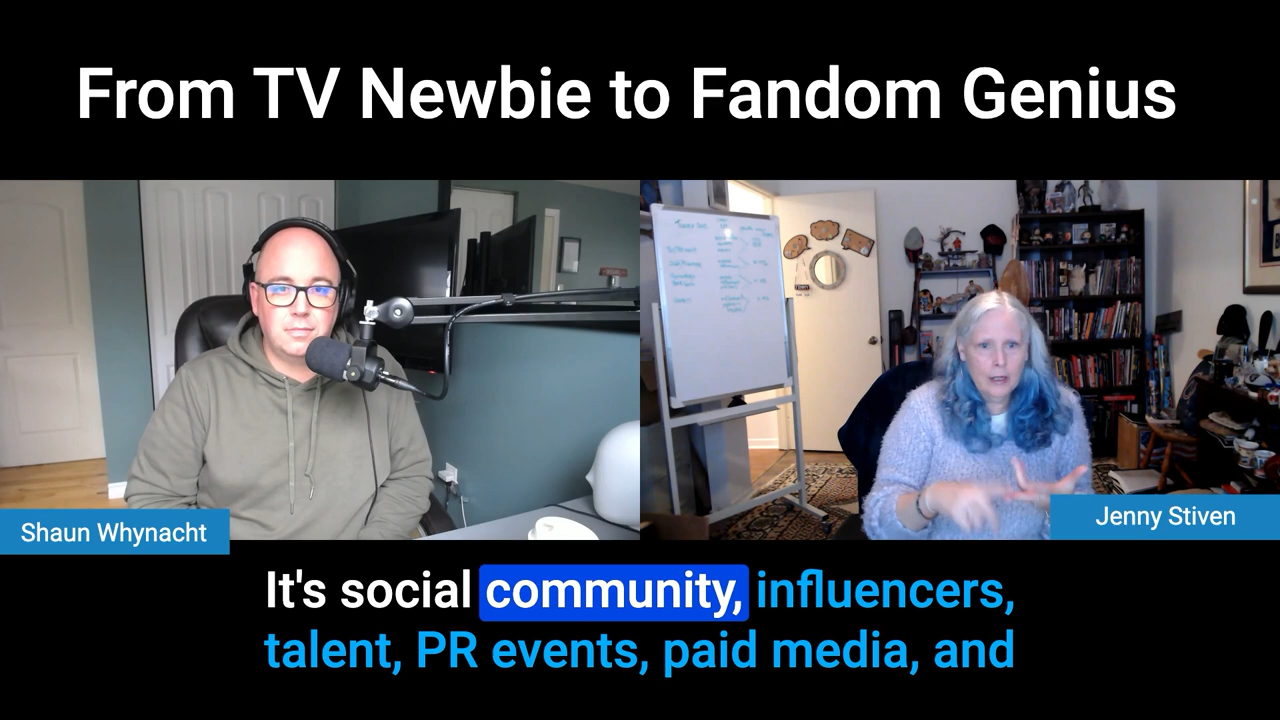 From TV Newbie to Fandom Genius
Shaun Whynacht
Jenny Stiven
It's social community, influencers,
talent, PR events, paid media, and